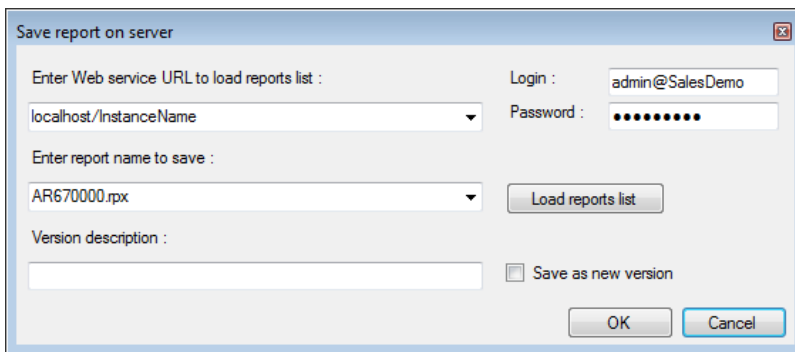 Save report on server
Enter Web service URL to load reports list :
Login :
admin@SalesDemo
localhost/InstanceName
Password :
●●●●●●●●●
Enter report name to save :
AR670000.rpx
Load reports list
Version description :
Save as new version
OK
Cancel